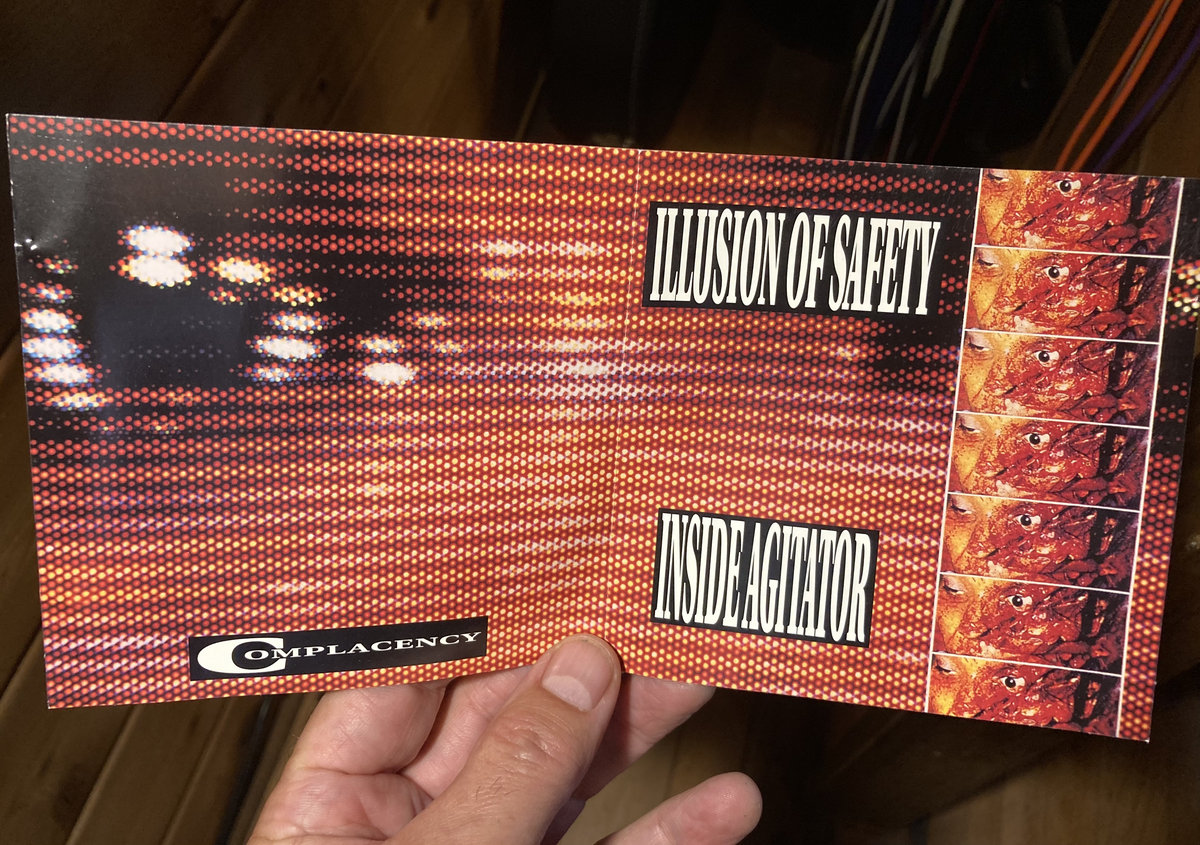 ILLUSION OF SAFETY
INSIDE AGITATOR
COMPLACENCY